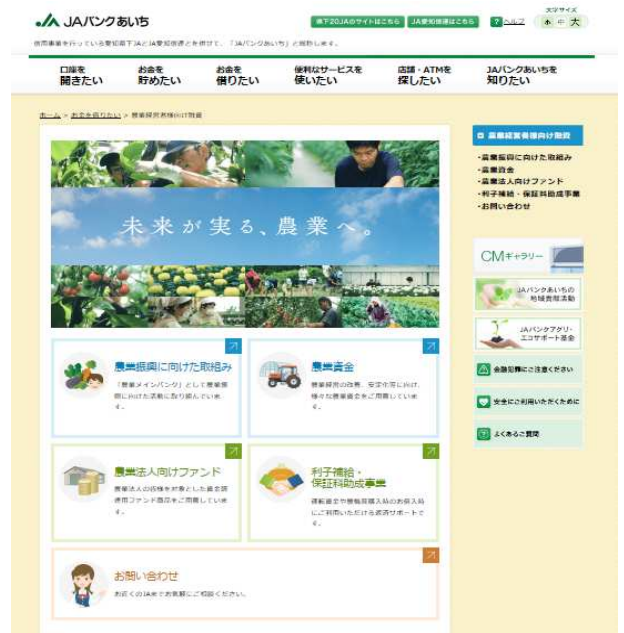 JAバンクあいち
県下20JAのサイトはこちら
JA愛知信連はこちら
ヘルプ
文字サイズ
小 中 大
信用事業を行っている愛知県下JAとJA愛知信連とを併せて、「JAバンクあいち」と総称します。
口座を
開きたい
お金を
貯めたい
お金を
借りたい
便利なサービスを
使いたい
店舗・ATMを
探したい
JAバンクあいちを
知りたい
ホーム > お金を借りたい > 農業経営者様向け融資
未来が実る、農業へ。
農業振興に向けた取組み
「農業メインバンク」として農業振
興に向けた活動に取り組んでいま
す。
農業資金
農業経営の改善、安定化等に向け、
様々な農業資金をご用意していま
す。
農業法人向けファンド
農業法人の皆様を対象とした資金調
達用ファンド商品をご用意していま
す。
利子補給・
保証料助成事業
運転資金や農機具購入時のお借入時
にご利用いただける返済サポートで
す。
お問い合わせ
お近くのJAまでお気軽にご相談ください。
農業経営者様向け融資
・農業振興に向けた取組み
・農業資金
・農業法人向けファンド
・利子補給・保証料助成事業
・お問い合わせ
CMギャラリー
JAバンクあいちの
地域貢献活動
JAバンクアグリ・
エコサポート基金
金融犯罪にご注意ください
安全にご利用いただくために
よくあるご質問